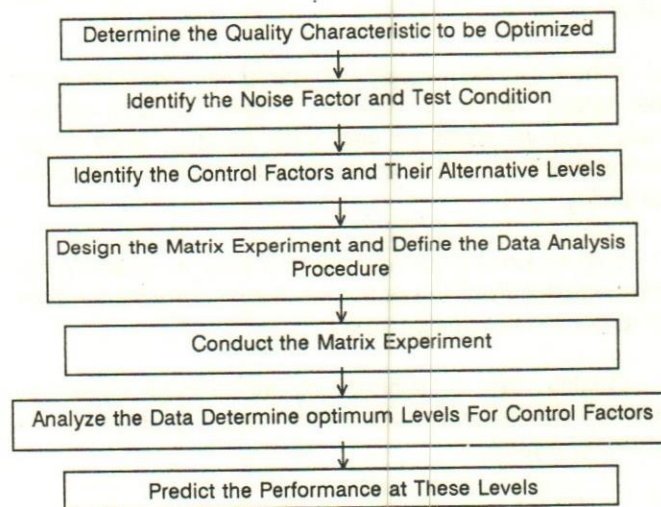 Determine the Quality Characteristic to be Optimized
Identify the Noise Factor and Test Condition
Identify the Control Factors and Their Alternative Levels
Design the Matrix Experiment and Define the Data Analysis
Procedure
Conduct the Matrix Experiment
Analyze the Data Determine optimum Levels For Control Factors
Predict the Performance at These Levels